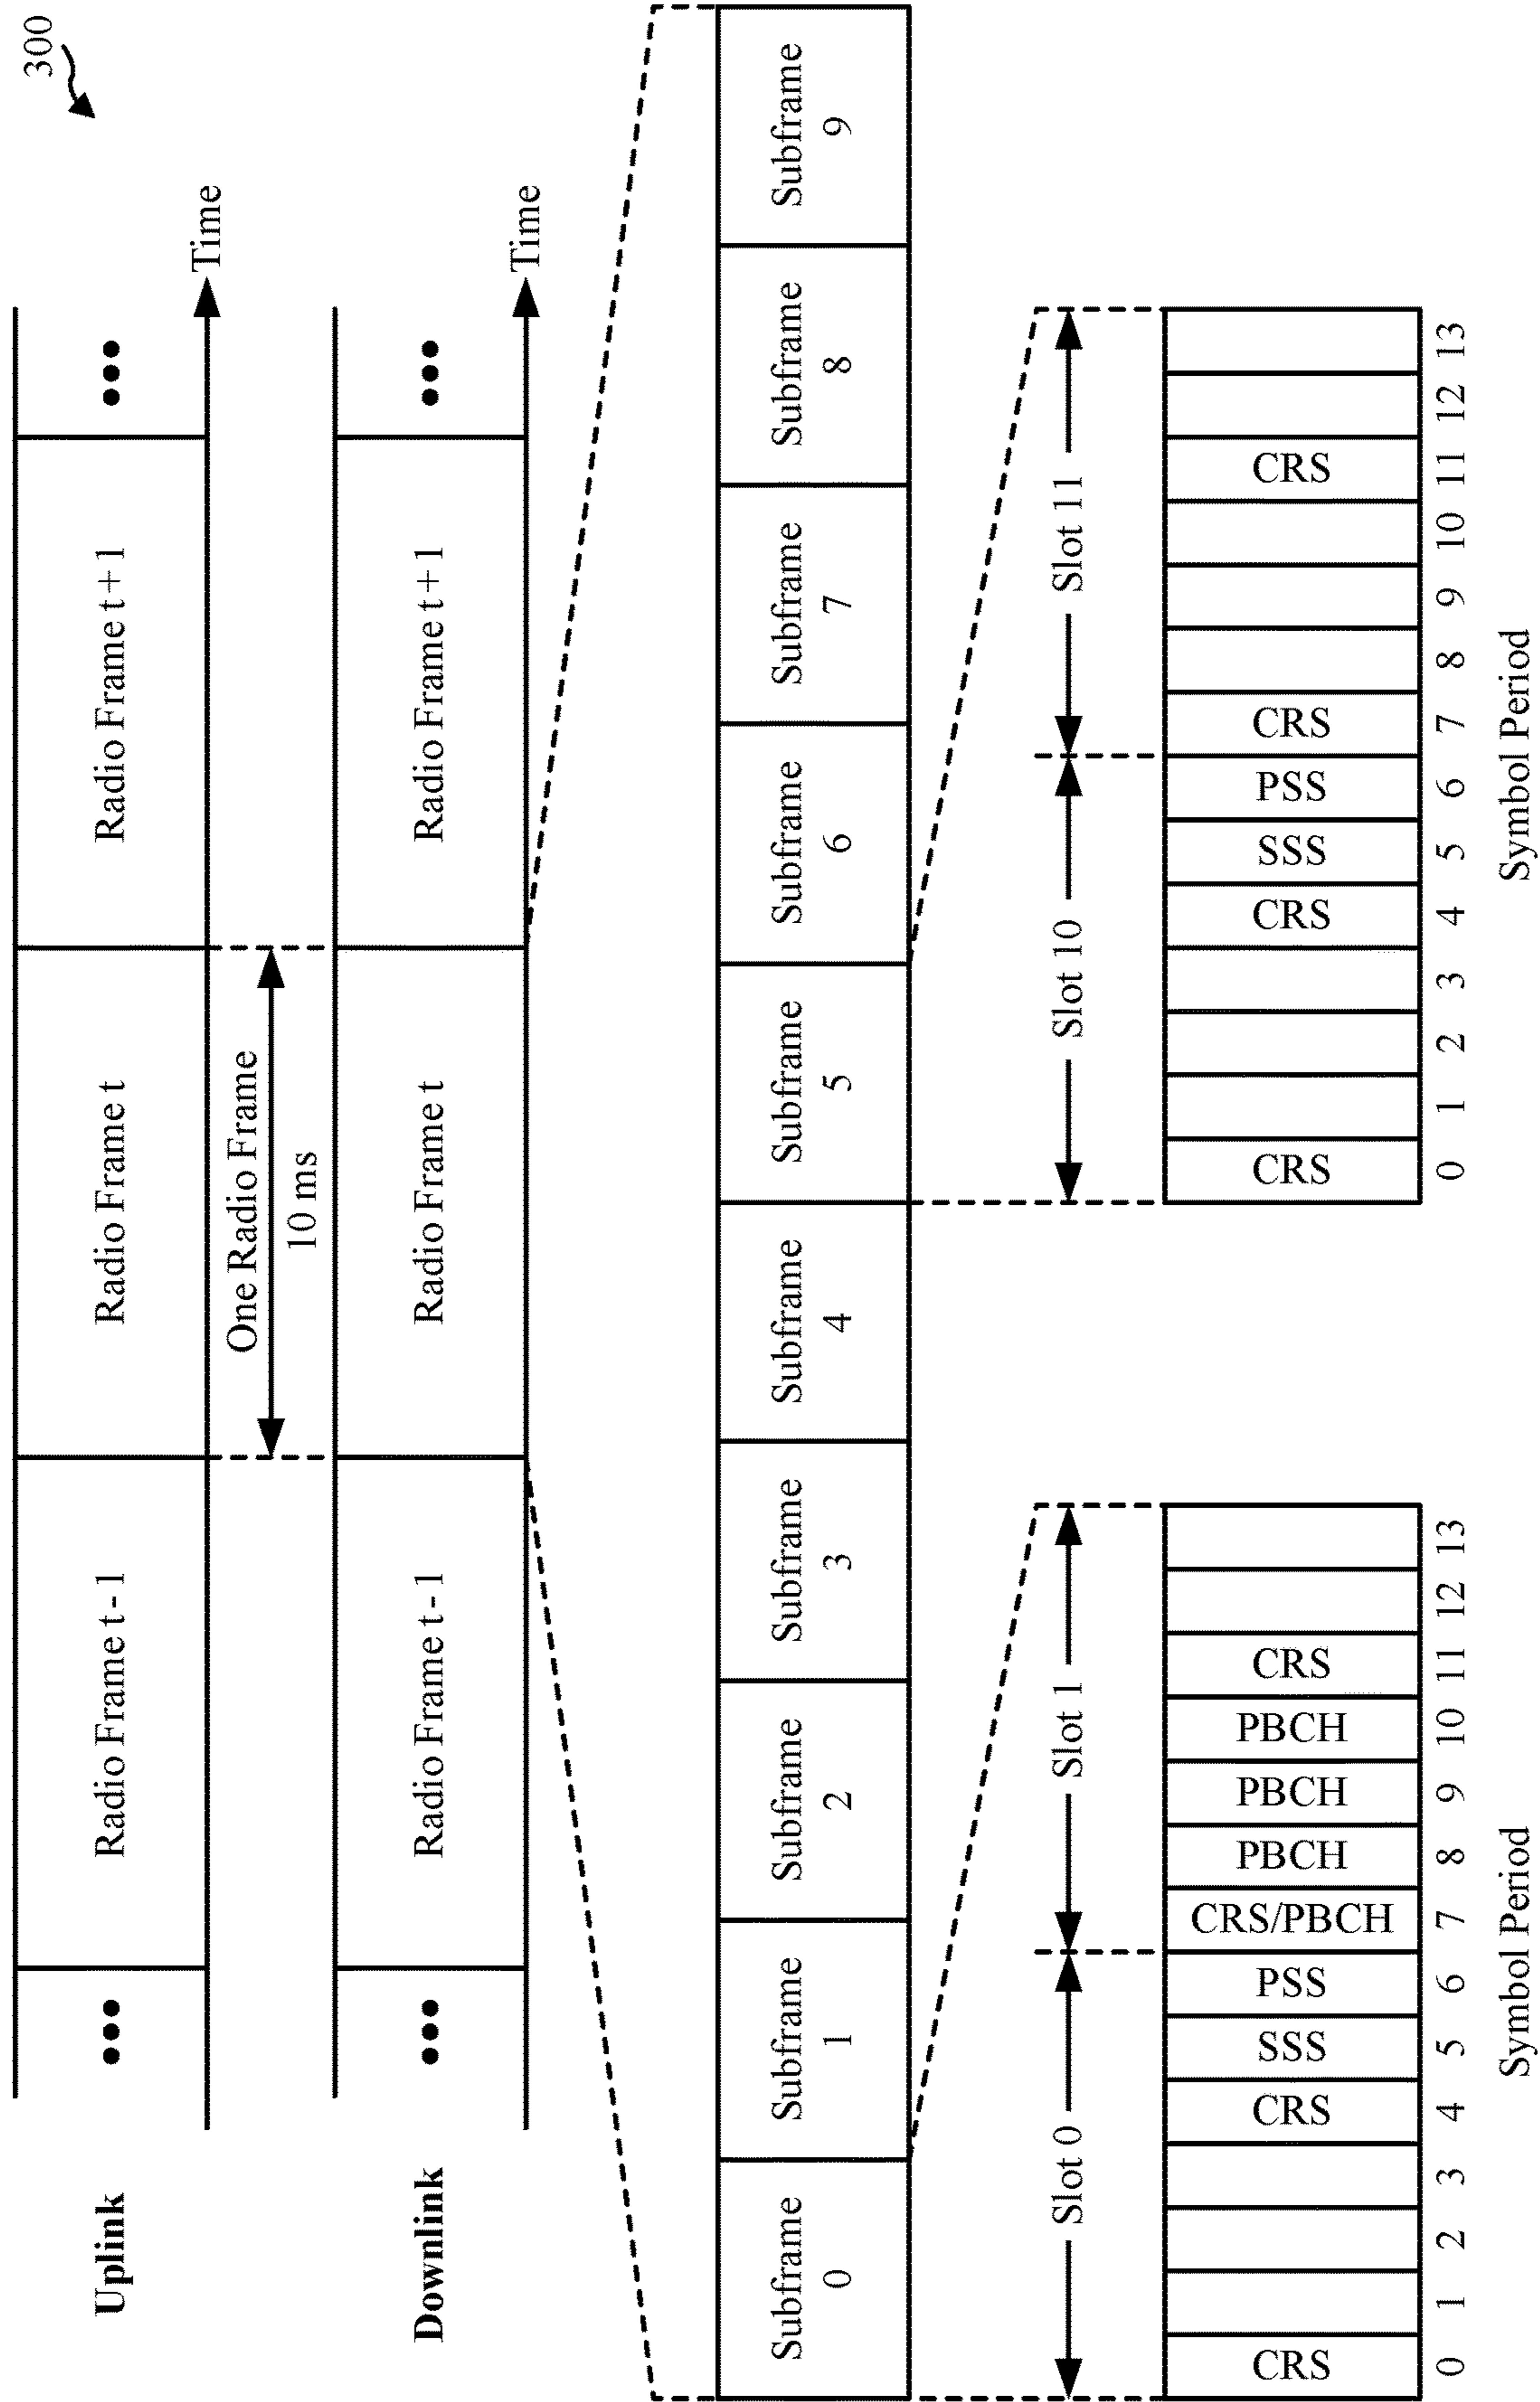 300
Uplink
•••
Radio Frame t-1
Radio Frame t
Radio Frame t+1
•••
Time
One Radio Frame
10 ms
Downlink
•••
Radio Frame t-1
Radio Frame t
Radio Frame t+1
•••
Time
Subframe
0
Subframe
1
Subframe
2
Subframe
3
Subframe
4
Subframe
5
Subframe
6
Subframe
7
Subframe
8
Subframe
9
Slot 0
Slot 1
CRS
CRS
SSS
PSS
CRS/PBCH
PBCH
PBCH
PBCH
CRS
0 1 2 3 4 5 6 7 8 9 10 11 12 13
Symbol Period
Slot 10
Slot 11
CRS
CRS
SSS
PSS
CRS
CRS
0 1 2 3 4 5 6 7 8 9 10 11 12 13
Symbol Period